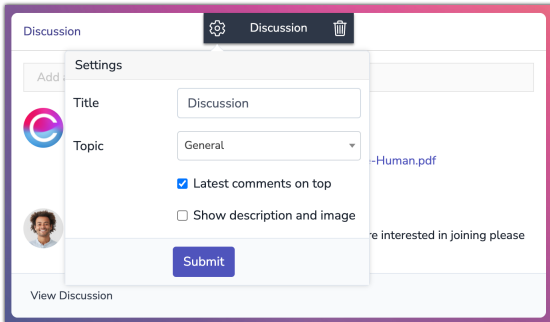 Discussion
Discussion
Settings
Add
Title
Discussion
Topic
General
-Human.pdf
Latest comments on top
Show description and image
re interested in joining please
Submit
View Discussion